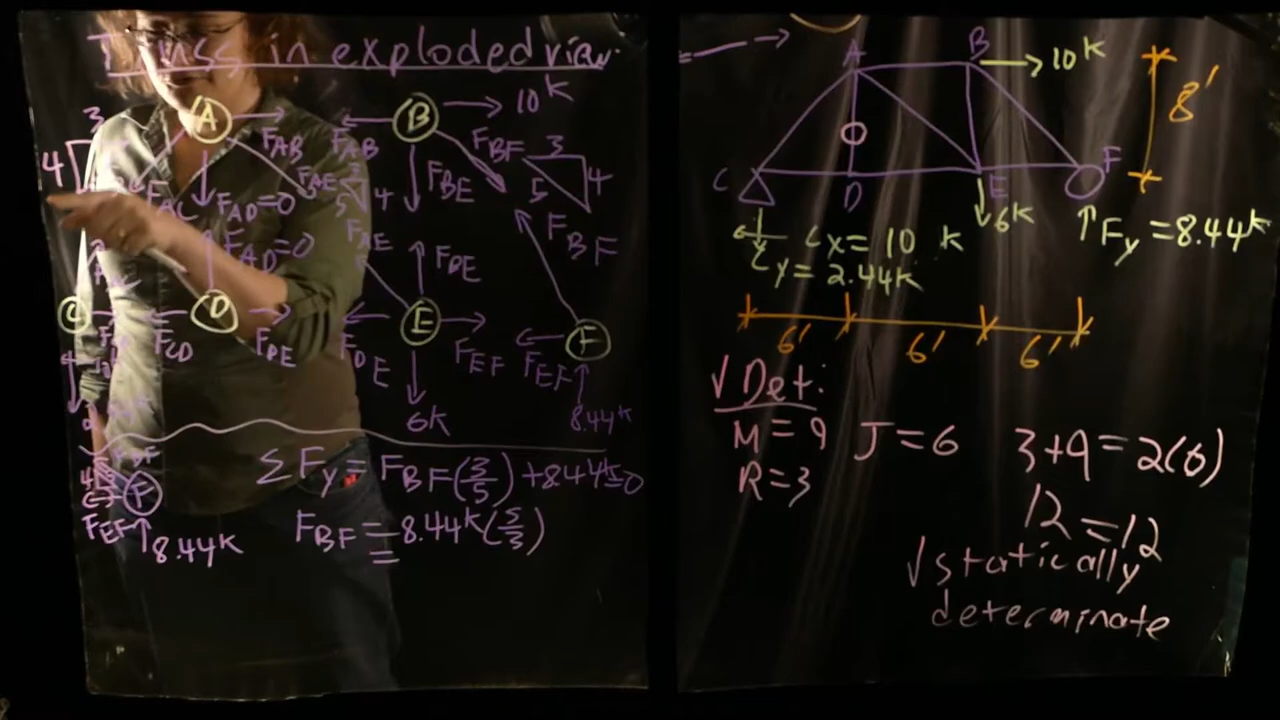 Truss in exploded view
10k
A
B
FAB
FAB
3
4
FAC
FAD=0
FAE
3
4
5
FBE
FBF
3
4
5
FBF
FAD=0
FAE
FDE
C
D
E
F
FCD
FDE
FDE
FEF
FEF
6k
8.44k
ΣFy = FBF(3/5) + 8.44k = 0
F
FEF
8.44k
FBF = 8.44k(5/3)
=
A
B
10k
8'
O
C
D
E
F
6k
Fy = 8.44k
Cx = 10 k
Cy = 2.44k
6'
6'
6'
√Det:
M = 9
J = 6
3+9=2(6)
R=3
12=12
√statically
determinate